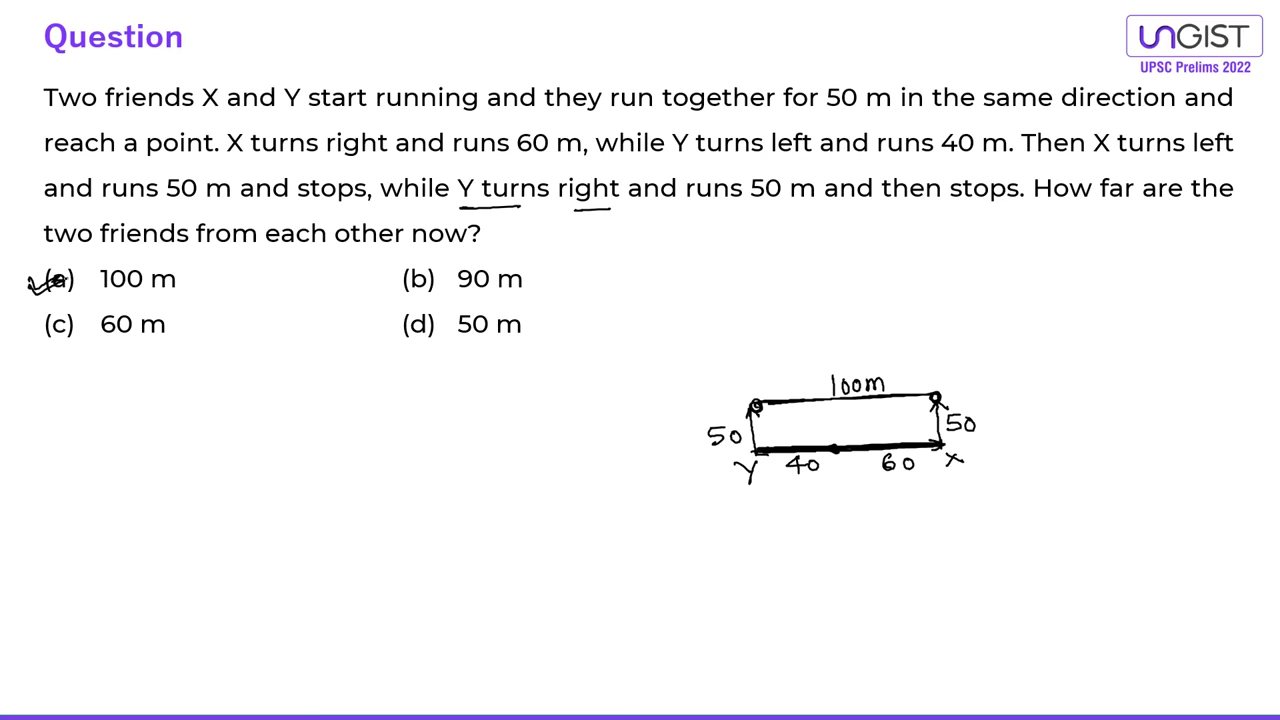 Question
UNGIST
UPSC Prelims 2022
Two friends X and Y start running and they run together for 50 m in the same direction and
reach a point. X turns right and runs 60 m, while Y turns left and runs 40 m. Then X turns left
and runs 50 m and stops, while Y turns right and runs 50 m and then stops. How far are the
two friends from each other now?
(a) 100 m (b) 90 m
(c) 60 m (d) 50 m
100m
50 50
Y 40 60 X